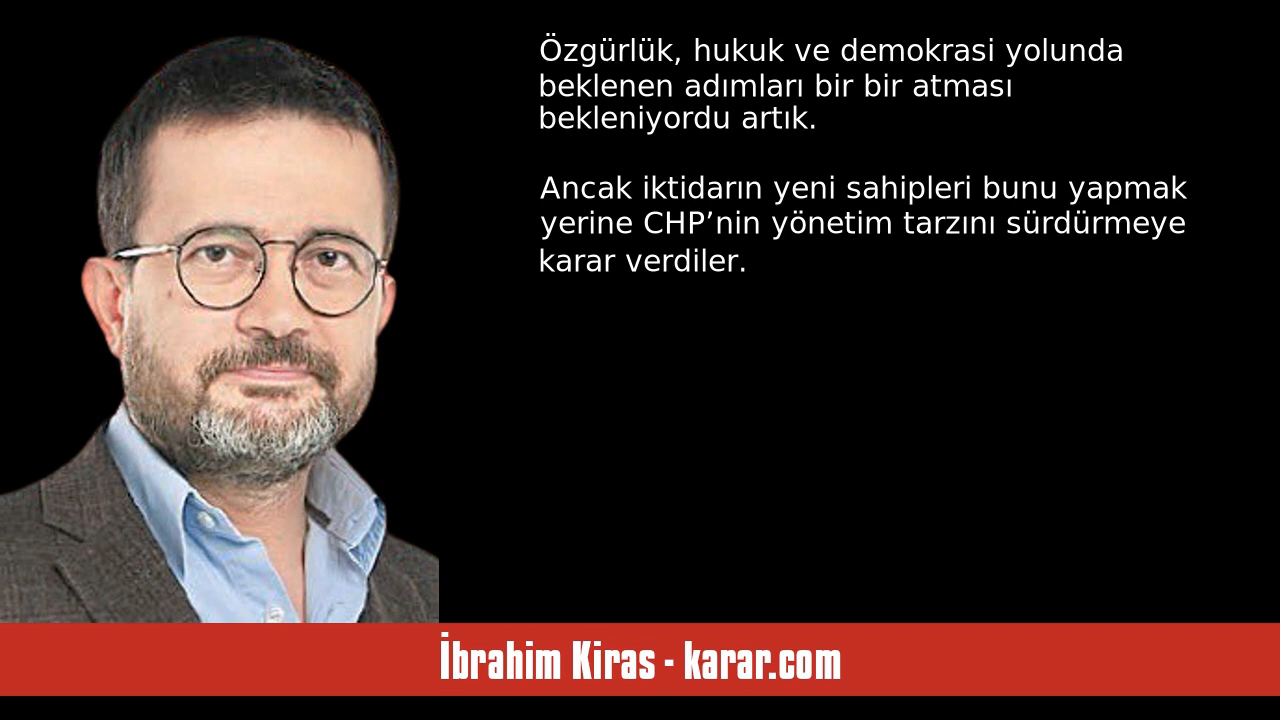 Özgürlük, hukuk ve demokrasi yolunda
beklenen adımları bir bir atması
bekleniyordu artık.
Ancak iktidarın yeni sahipleri bunu yapmak
yerine CHP’nin yönetim tarzını sürdürmeye
karar verdiler.
İbrahim Kiras - karar.com